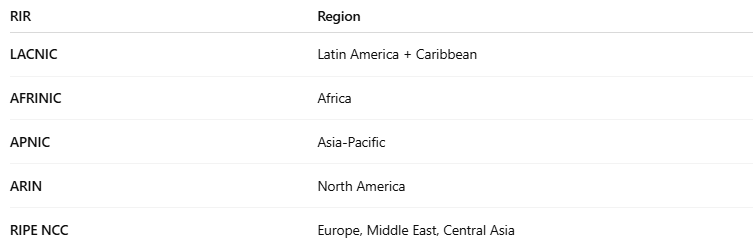 RIR Region
LACNIC Latin America + Caribbean
AFRINIC Africa
APNIC Asia-Pacific
ARIN North America
RIPE NCC Europe, Middle East, Central Asia